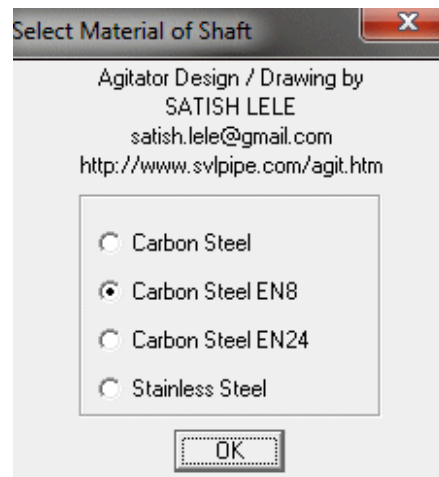 Select Material of Shaft
Agitator Design / Drawing by
SATISH LELE
satish.lele@gmail.com
http://www.svlpipe.com/agit.htm
Carbon Steel
Carbon Steel EN8
Carbon Steel EN24
Stainless Steel
OK